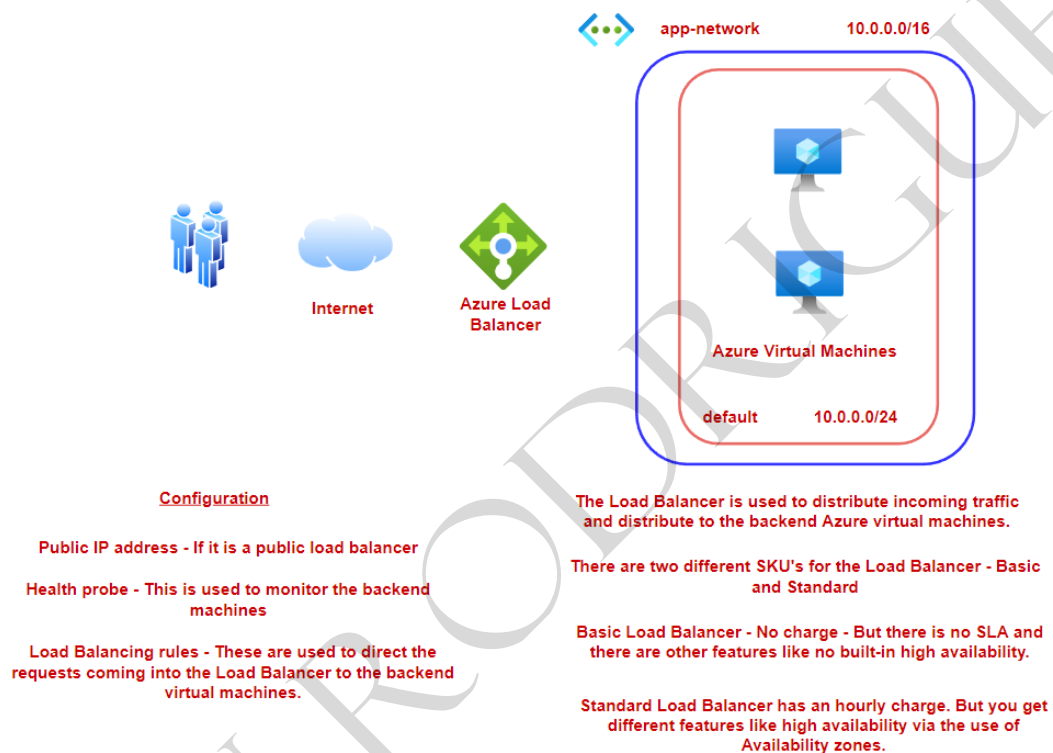 app-network 10.0.0.0/16
Internet
Azure Load
Balancer
Azure Virtual Machines
default 10.0.0.0/24
Configuration
Public IP address - If it is a public load balancer
Health probe - This is used to monitor the backend
machines
Load Balancing rules - These are used to direct the
requests coming into the Load Balancer to the backend
virtual machines.
The Load Balancer is used to distribute incoming traffic
and distribute to the backend Azure virtual machines.
There are two different SKU's for the Load Balancer - Basic
and Standard
Basic Load Balancer - No charge - But there is no SLA and
there are other features like no built-in high availability.
Standard Load Balancer has an hourly charge. But you get
different features like high availability via the use of
Availability zones.